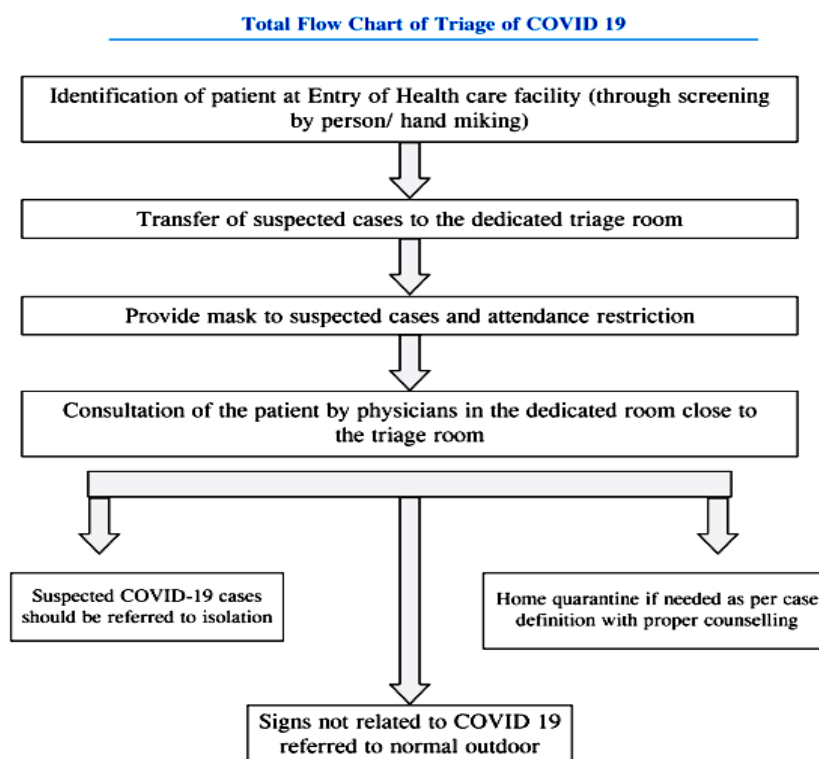 Total Flow Chart of Triage of COVID 19
Identification of patient at Entry of Health care facility (through screening
by person/ hand miking)
Transfer of suspected cases to the dedicated triage room
Provide mask to suspected cases and attendance restriction
Consultation of the patient by physicians in the dedicated room close to
the triage room
Suspected COVID-19 cases
should be referred to isolation
Home quarantine if needed as per case
definition with proper counselling
Signs not related to COVID 19
referred to normal outdoor